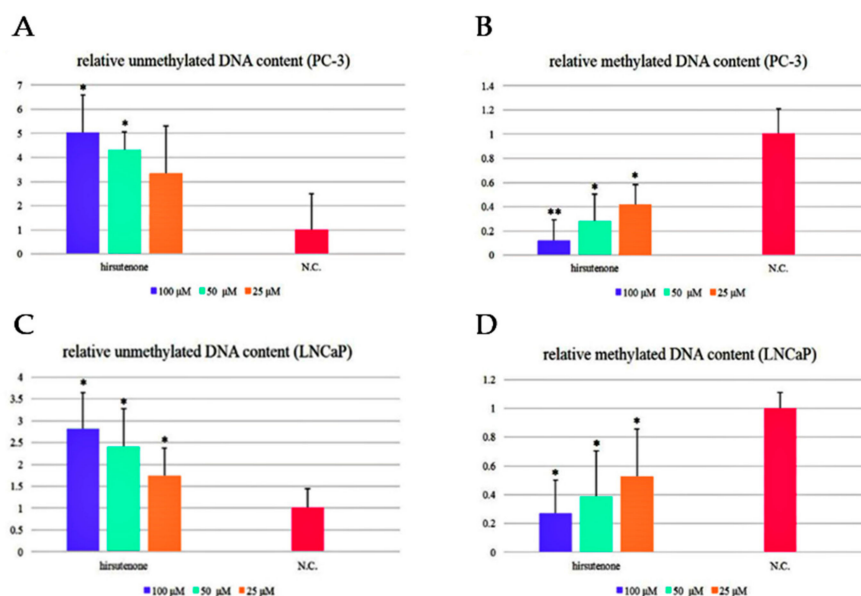 A
relative unmethylated DNA content (PC-3)
7
6
5
4
3
2
1
0
*
*
hirsutenone
N.C.
100 µM 50 µM 25 µM
B
relative methylated DNA content (PC-3)
1.4
1.2
1
0.8
0.6
0.4
0.2
0
**
*
*
hirsutenone
N.C.
100 µM 50 µM 25 µM
C
relative unmethylated DNA content (LNCaP)
4
3.5
3
2.5
2
1.5
1
0.5
0
*
*
*
hirsutenone
N.C.
100 µM 50 µM 25 µM
D
relative methylated DNA content (LNCaP)
1.2
1
0.8
0.6
0.4
0.2
0
*
*
*
hirsutenone
N.C.
100 µM 50 µM 25 µM